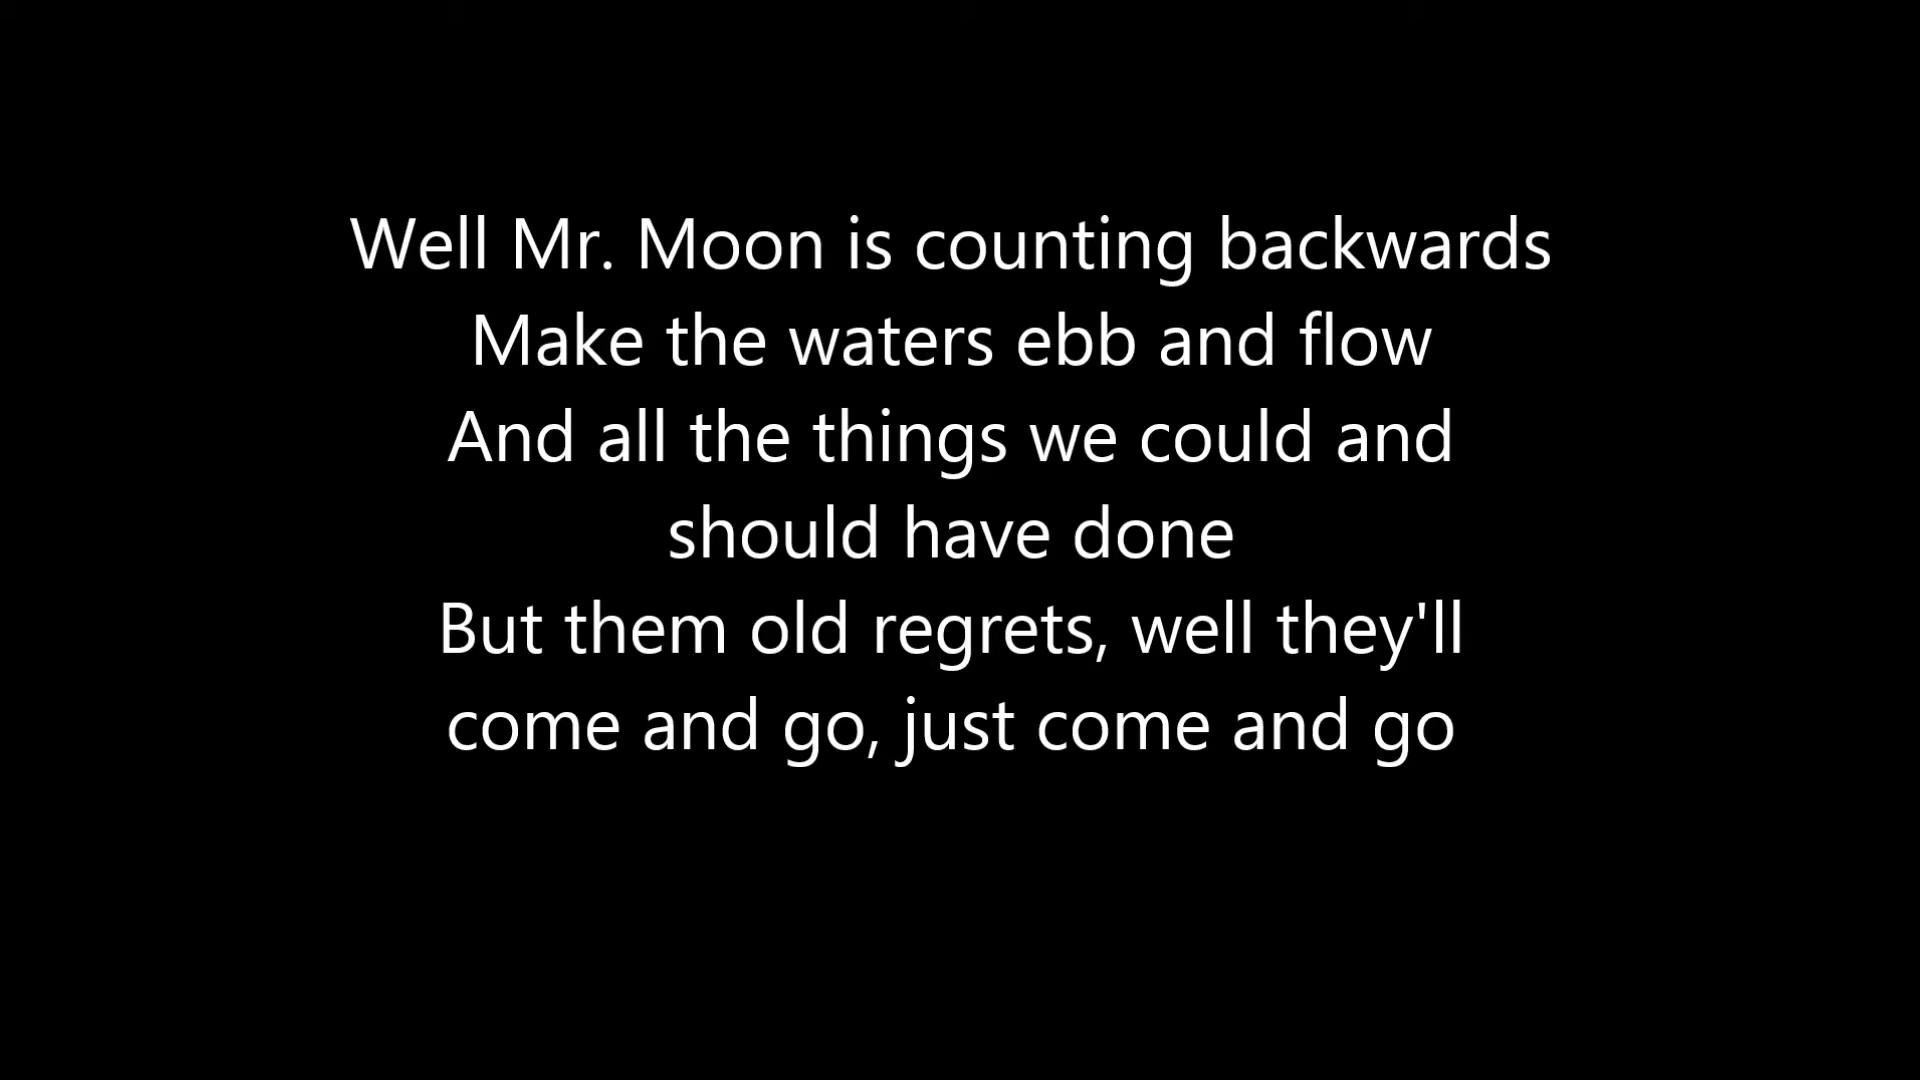 Well Mr. Moon is counting backwards
Make the waters ebb and flow
And all the things we could and
should have done
But them old regrets, well they'll
come and go, just come and go